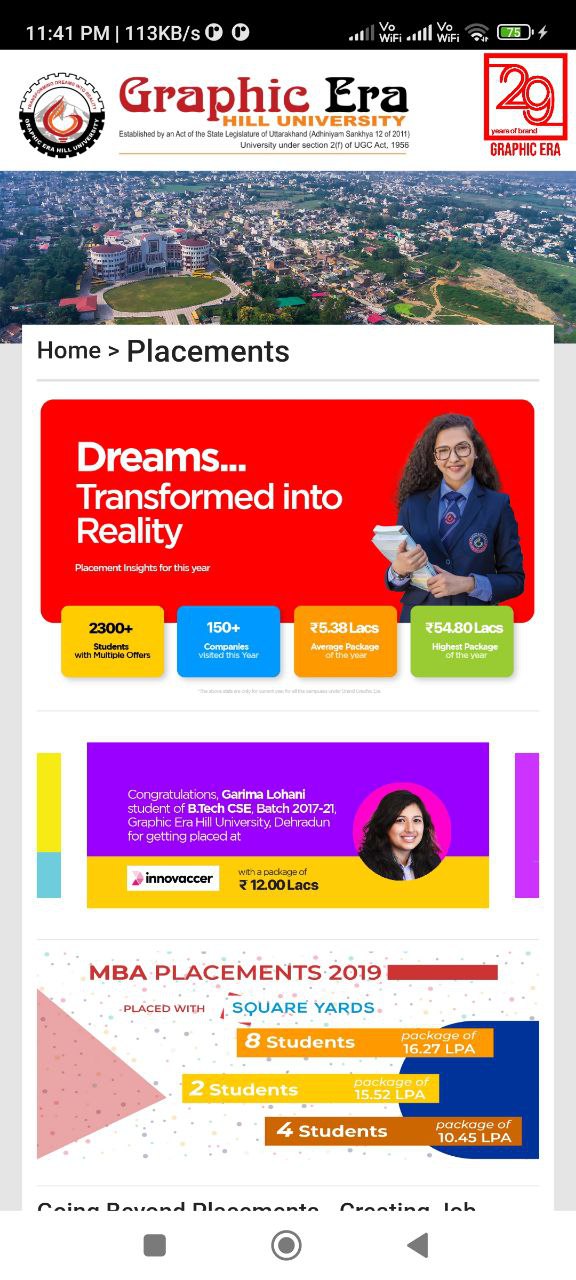 11:41 PM | 113KB/s
Vo WiFi
Vo WiFi
75
TRANSFORMING DREAMS INTO REALITY
GRAPHIC ERA HILL UNIVERSITY
Graphic Era
HILL UNIVERSITY
Established by an Act of the State Legislature of Uttarakhand (Adhiniyam Sankhya 12 of 2011)
University under section 2(f) of UGC Act, 1956
29
years of brand
GRAPHIC ERA
Home > Placements
Dreams...
Transformed into
Reality
Placement Insights for this year
2300+
Students
with Multiple Offers
150+
Companies
visited this Year
₹5.38 Lacs
Average Package
of the year
₹54.80 Lacs
Highest Package
of the year
Congratulations, Garima Lohani
student of B.Tech CSE, Batch 2017-21,
Graphic Era Hill University, Dehradun
for getting placed at
innovaccer
with a package of
₹ 12.00 Lacs
MBA PLACEMENTS 2019
PLACED WITH SQUARE YARDS
8 Students package of 16.27 LPA
2 Students package of 15.52 LPA
4 Students package of 10.45 LPA
Going Beyond Placements - Creating Job